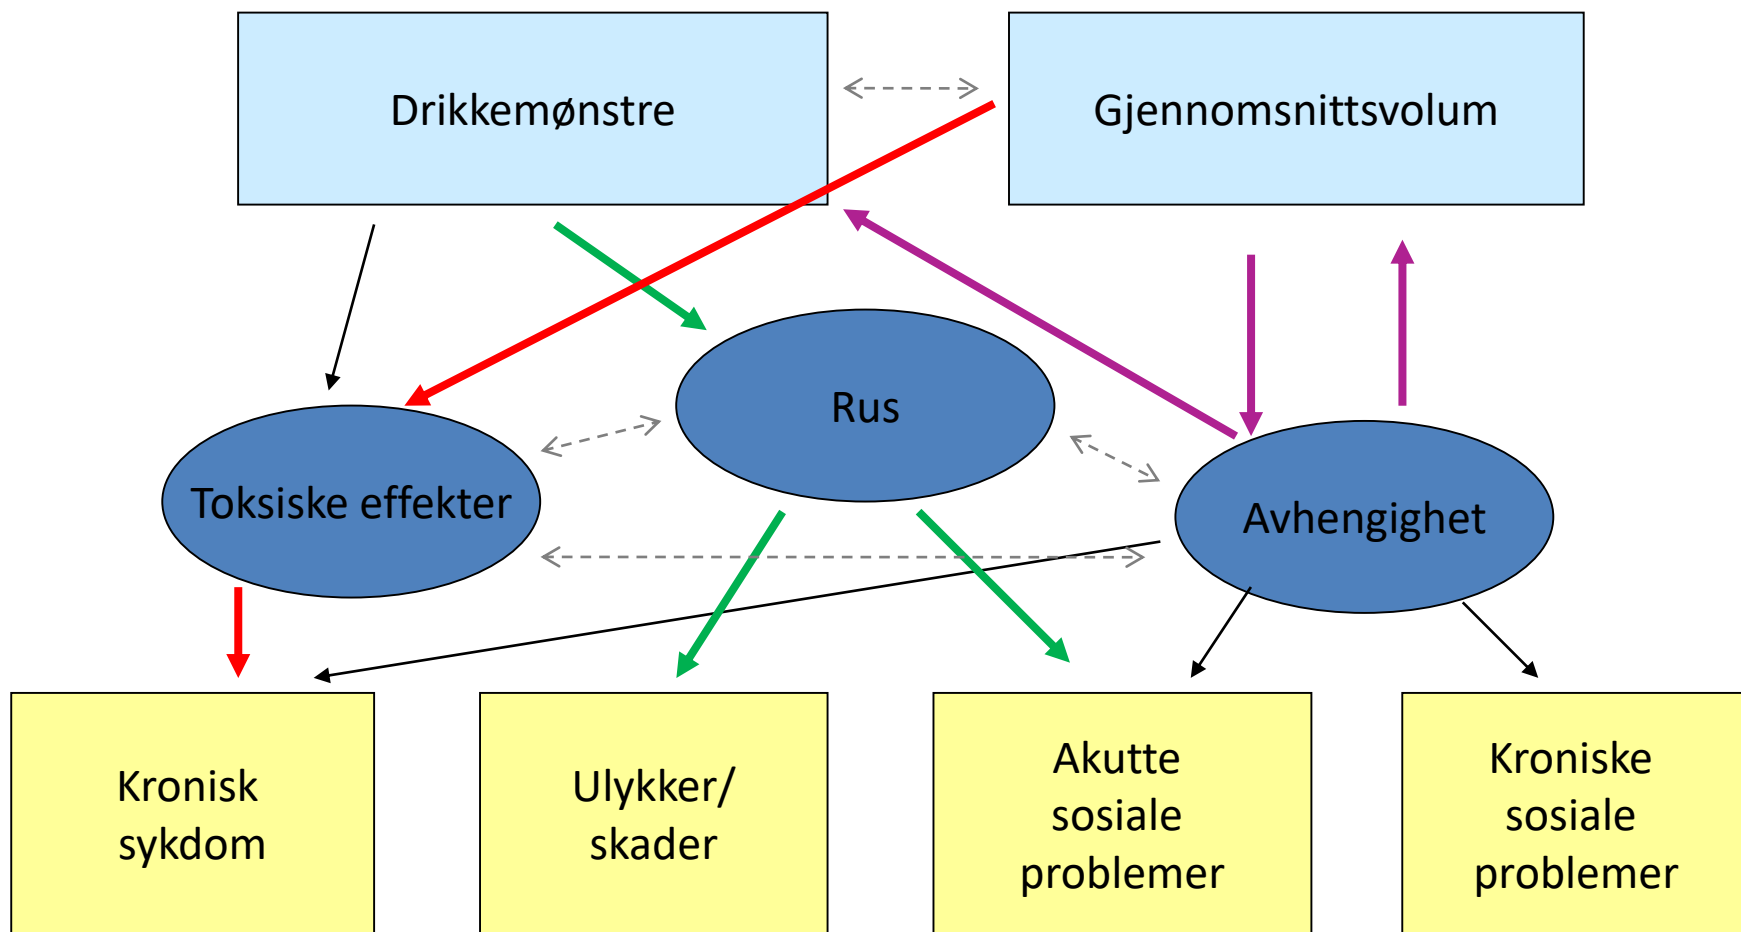 Drikkemønstre
Gjennomsnittsvolum
Rus
Toksiske effekter
Avhengighet
Kronisk
sykdom
Ulykker/
skader
Akutte
sosiale
problemer
Kroniske
sosiale
problemer